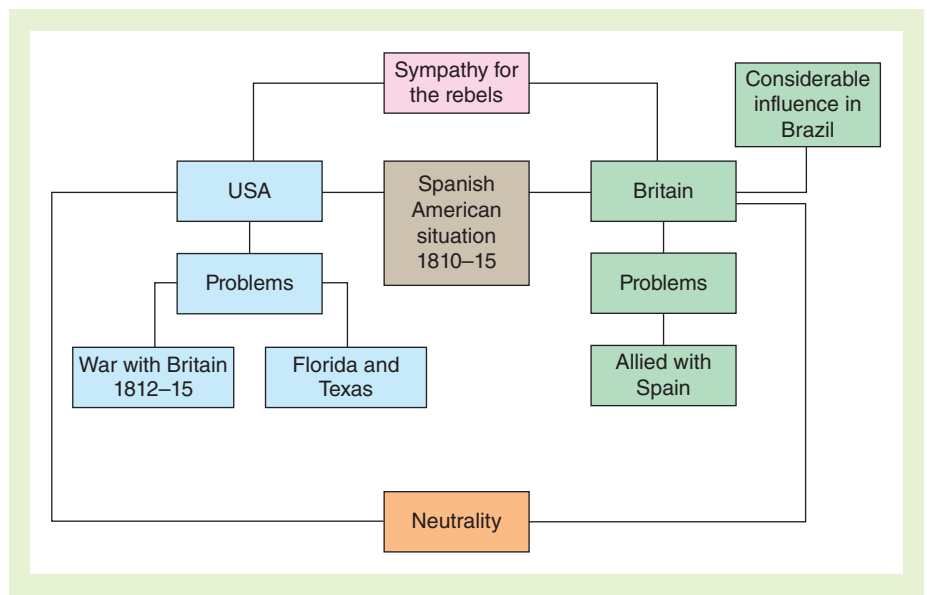 Sympathy for
the rebels
Considerable
influence in
Brazil
USA
Spanish
American
situation
1810–15
Britain
Problems
Problems
War with Britain
1812–15
Florida and
Texas
Allied with
Spain
Neutrality